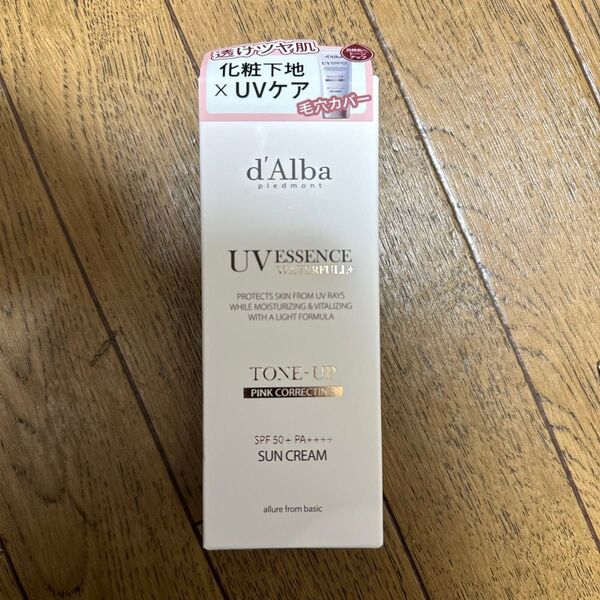 透けツヤ肌
化粧下地
×UVケア
毛穴カバー
d'Alba
piedmont
UV ESSENCE
WATERFULL+
PROTECTS SKIN FROM UV RAYS
WHILE MOISTURIZING & VITALIZING
WITH A LIGHT FORMULA
TONE-UP
PINK CORRECTING
SPF 50+ PA++++
SUN CREAM
allure from basic